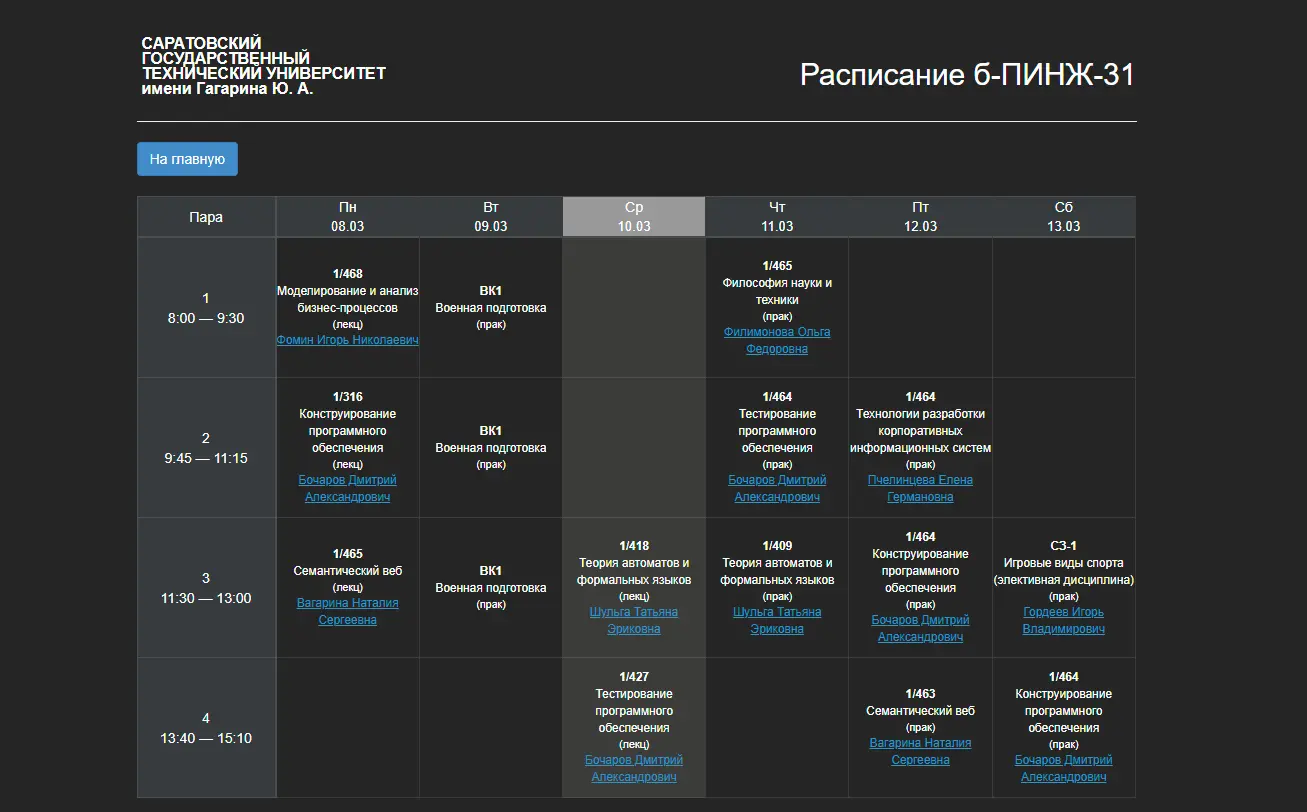 САРАТОВСКИЙ
ГОСУДАРСТВЕННЫЙ
ТЕХНИЧЕСКИЙ УНИВЕРСИТЕТ
имени Гагарина Ю. А.
Расписание б-ПИНЖ-31
На главную
Пара
Пн
08.03
Вт
09.03
Ср
10.03
Чт
11.03
Пт
12.03
Сб
13.03
1
8:00 — 9:30
1/468
Моделирование и анализ
бизнес-процессов
(лекц)
Фомин Игорь Николаевич
ВК1
Военная подготовка
(прак)
1/465
Философия науки и
техники
(прак)
Филимонова Ольга
Федоровна
2
9:45 — 11:15
1/316
Конструирование
программного
обеспечения
(лекц)
Бочаров Дмитрий
Александрович
ВК1
Военная подготовка
(прак)
1/464
Тестирование
программного
обеспечения
(прак)
Бочаров Дмитрий
Александрович
1/464
Технологии разработки
корпоративных
информационных систем
(прак)
Пчелинцева Елена
Германовна
3
11:30 — 13:00
1/465
Семантический веб
(лекц)
Вагарина Наталия
Сергеевна
ВК1
Военная подготовка
(прак)
1/418
Теория автоматов и
формальных языков
(лекц)
Шульга Татьяна
Эриковна
1/409
Теория автоматов и
формальных языков
(прак)
Шульга Татьяна
Эриковна
1/464
Конструирование
программного
обеспечения
(прак)
Бочаров Дмитрий
Александрович
СЗ-1
Игровые виды спорта
(элективная дисциплина)
(прак)
Гордеев Игорь
Владимирович
4
13:40 — 15:10
1/427
Тестирование
программного
обеспечения
(лекц)
Бочаров Дмитрий
Александрович
1/463
Семантический веб
(прак)
Вагарина Наталия
Сергеевна
1/464
Конструирование
программного
обеспечения
(прак)
Бочаров Дмитрий
Александрович